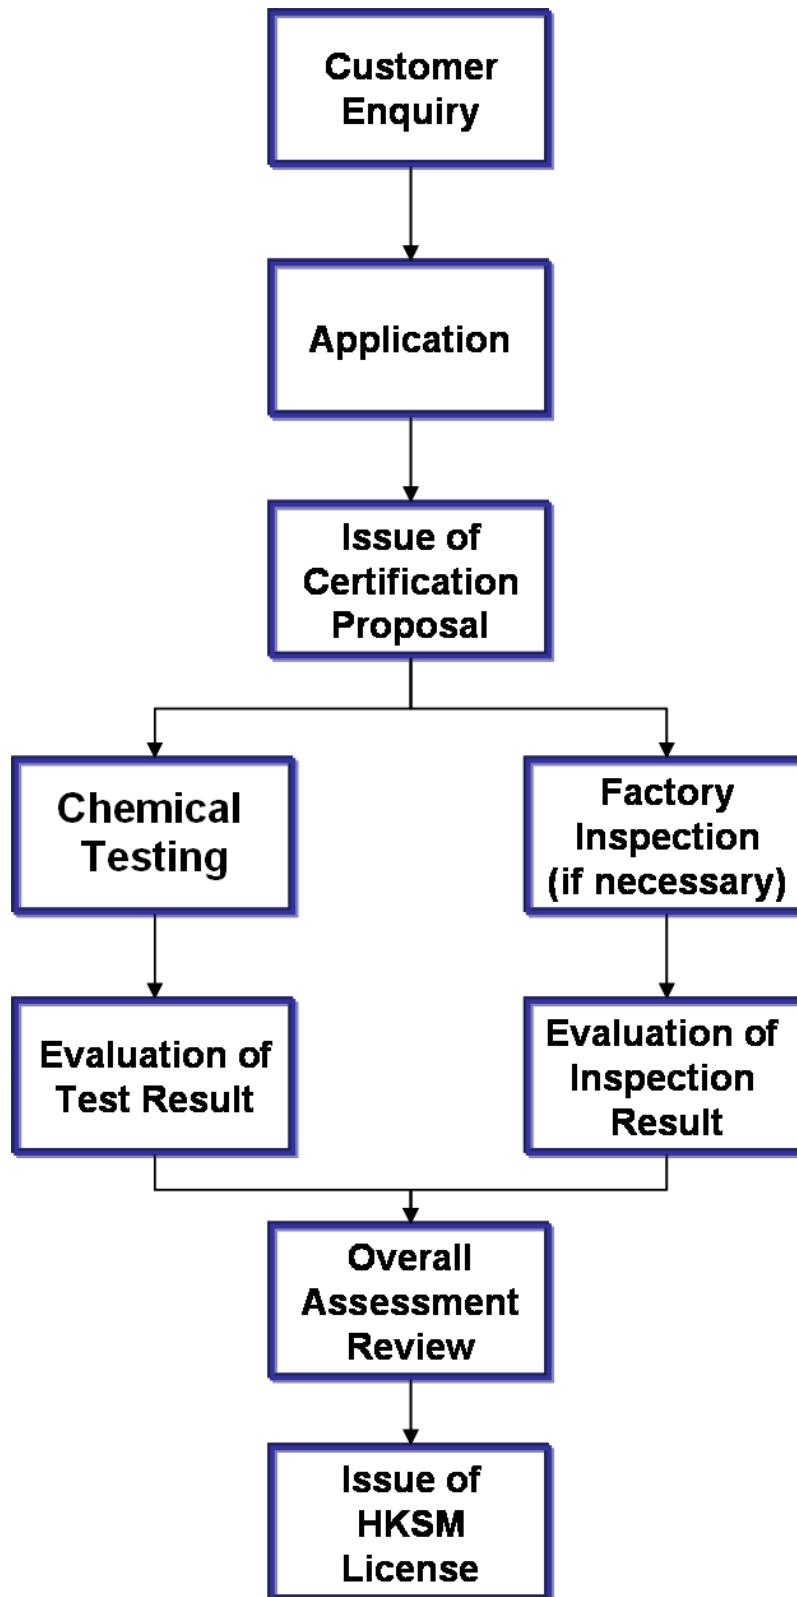 Customer
Enquiry
Application
Issue of
Certification
Proposal
Chemical
Testing
Factory
Inspection
(if necessary)
Evaluation of
Test Result
Evaluation of
Inspection
Result
Overall
Assessment
Review
Issue of
HKSM
License